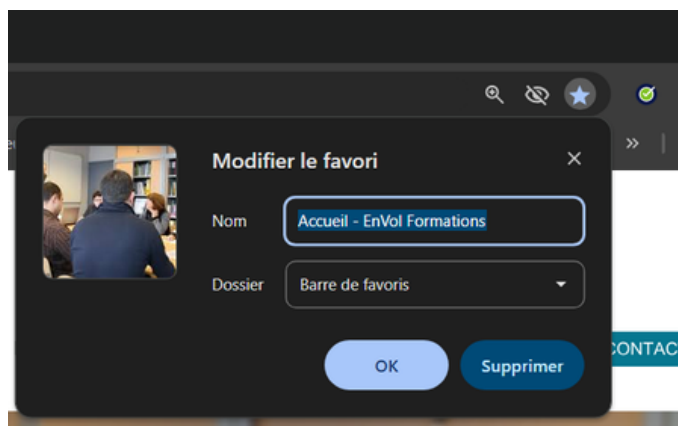 »
Modifier le favori
Nom
Accueil - EnVol Formations
Dossier
Barre de favoris
OK
Supprimer
CONTAC